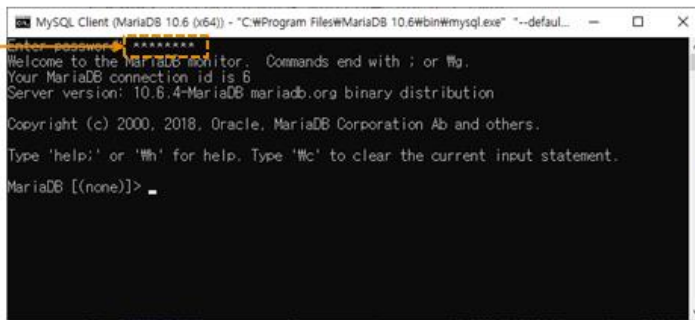 MySQL Client (MariaDB 10.6 (x64)) - "C:₩Program Files₩MariaDB 10.6₩bin₩mysql.exe" "--defaul...
Enter password: ********
Welcome to the MariaDB monitor.  Commands end with ; or ₩g.
Your MariaDB connection id is 6
Server version: 10.6.4-MariaDB mariadb.org binary distribution
Copyright (c) 2000, 2018, Oracle, MariaDB Corporation Ab and others.
Type 'help;' or '₩h' for help. Type '₩c' to clear the current input statement.
MariaDB [(none)]> _